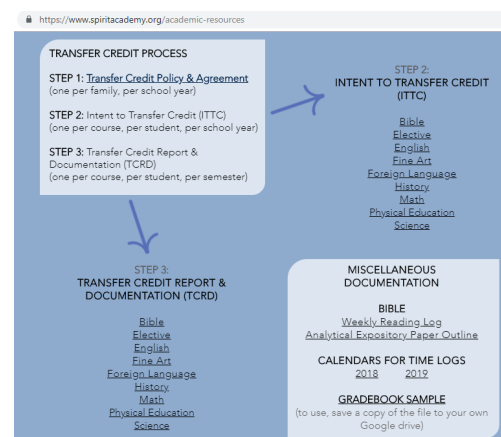 https://www.spiritacademy.org/academic-resources
TRANSFER CREDIT PROCESS
STEP 1: Transfer Credit Policy & Agreement
(one per family, per school year)
STEP 2: Intent to Transfer Credit (ITTC)
(one per course, per student, per school year)
STEP 3: Transfer Credit Report &
Documentation (TCRD)
(one per course, per student, per semester)
STEP 2:
INTENT TO TRANSFER CREDIT
(ITTC)
Bible
Elective
English
Fine Art
Foreign Language
History
Math
Physical Education
Science
STEP 3:
TRANSFER CREDIT REPORT &
DOCUMENTATION (TCRD)
Bible
Elective
English
Fine Art
Foreign Language
History
Math
Physical Education
Science
MISCELLANEOUS
DOCUMENTATION
BIBLE
Weekly Reading Log
Analytical Expository Paper Outline
CALENDARS FOR TIME LOGS
2018 2019
GRADEBOOK SAMPLE
(to use, save a copy of the file to your own
Google drive)